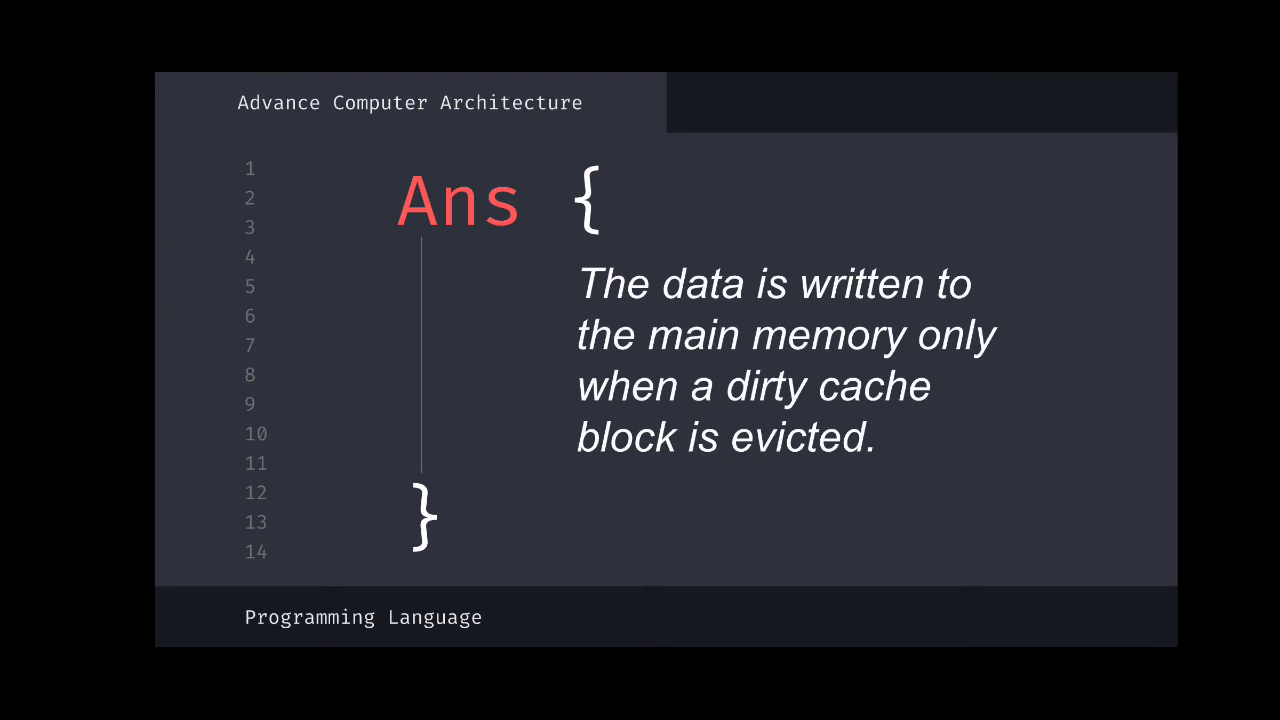 Advance Computer Architecture
1
2
3
4
5
6
7
8
9
10
11
12
13
14
Ans {
The data is written to
the main memory only
when a dirty cache
block is evicted.
}
Programming Language